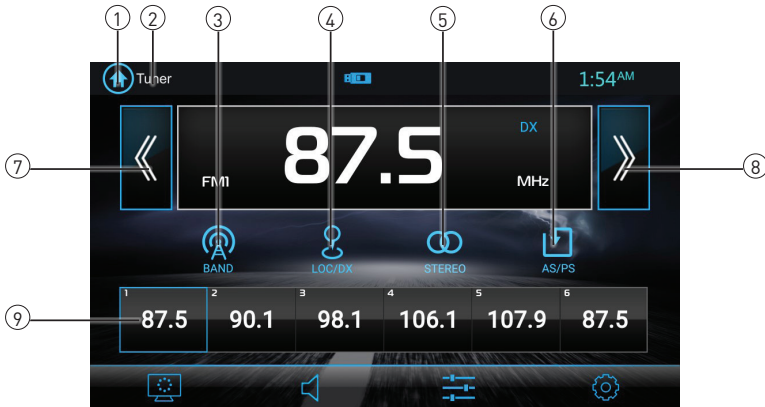 1 2 3 4 5 6
Tuner 1:54 AM
DX
87.5
FM1 MHz
7 8
BAND LOC/DX STEREO AS/PS
1 2 3 4 5 6
87.5 90.1 98.1 106.1 107.9 87.5
9